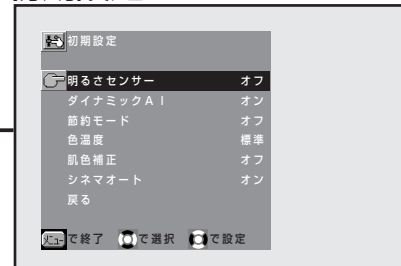 初期設定
明るさセンサー オフ
ダイナミックＡＩ オン
節約モード オフ
色温度 標準
肌色補正 オフ
シネマオート オン
戻る
メニューで終了 で選択 で設定